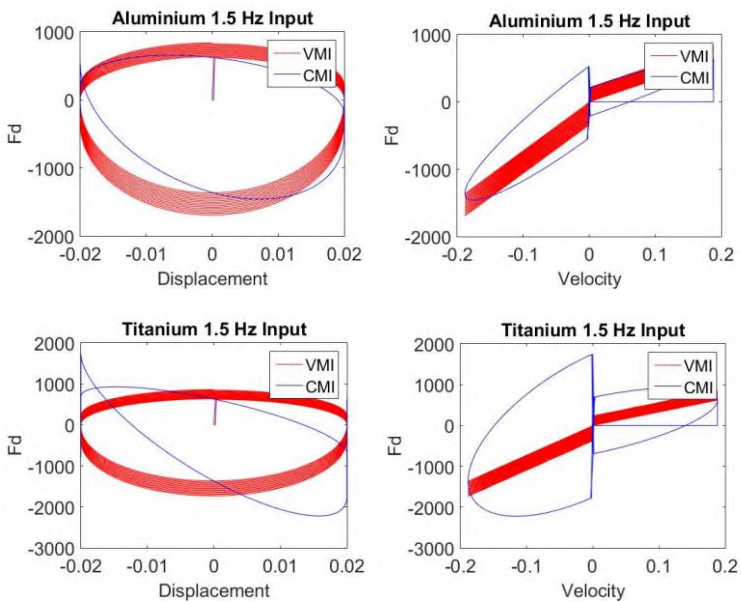 Aluminium 1.5 Hz Input
1000
0
-1000
-2000
Fd
-0.02 -0.01 0 0.01 0.02
Displacement
VMI
CMI
Aluminium 1.5 Hz Input
1000
0
-1000
-2000
Fd
-0.2 -0.1 0 0.1 0.2
Velocity
VMI
CMI
Titanium 1.5 Hz Input
2000
1000
0
-1000
-2000
-3000
Fd
-0.02 -0.01 0 0.01 0.02
Displacement
VMI
CMI
Titanium 1.5 Hz Input
2000
1000
0
-1000
-2000
-3000
Fd
-0.2 -0.1 0 0.1 0.2
Velocity
VMI
CMI